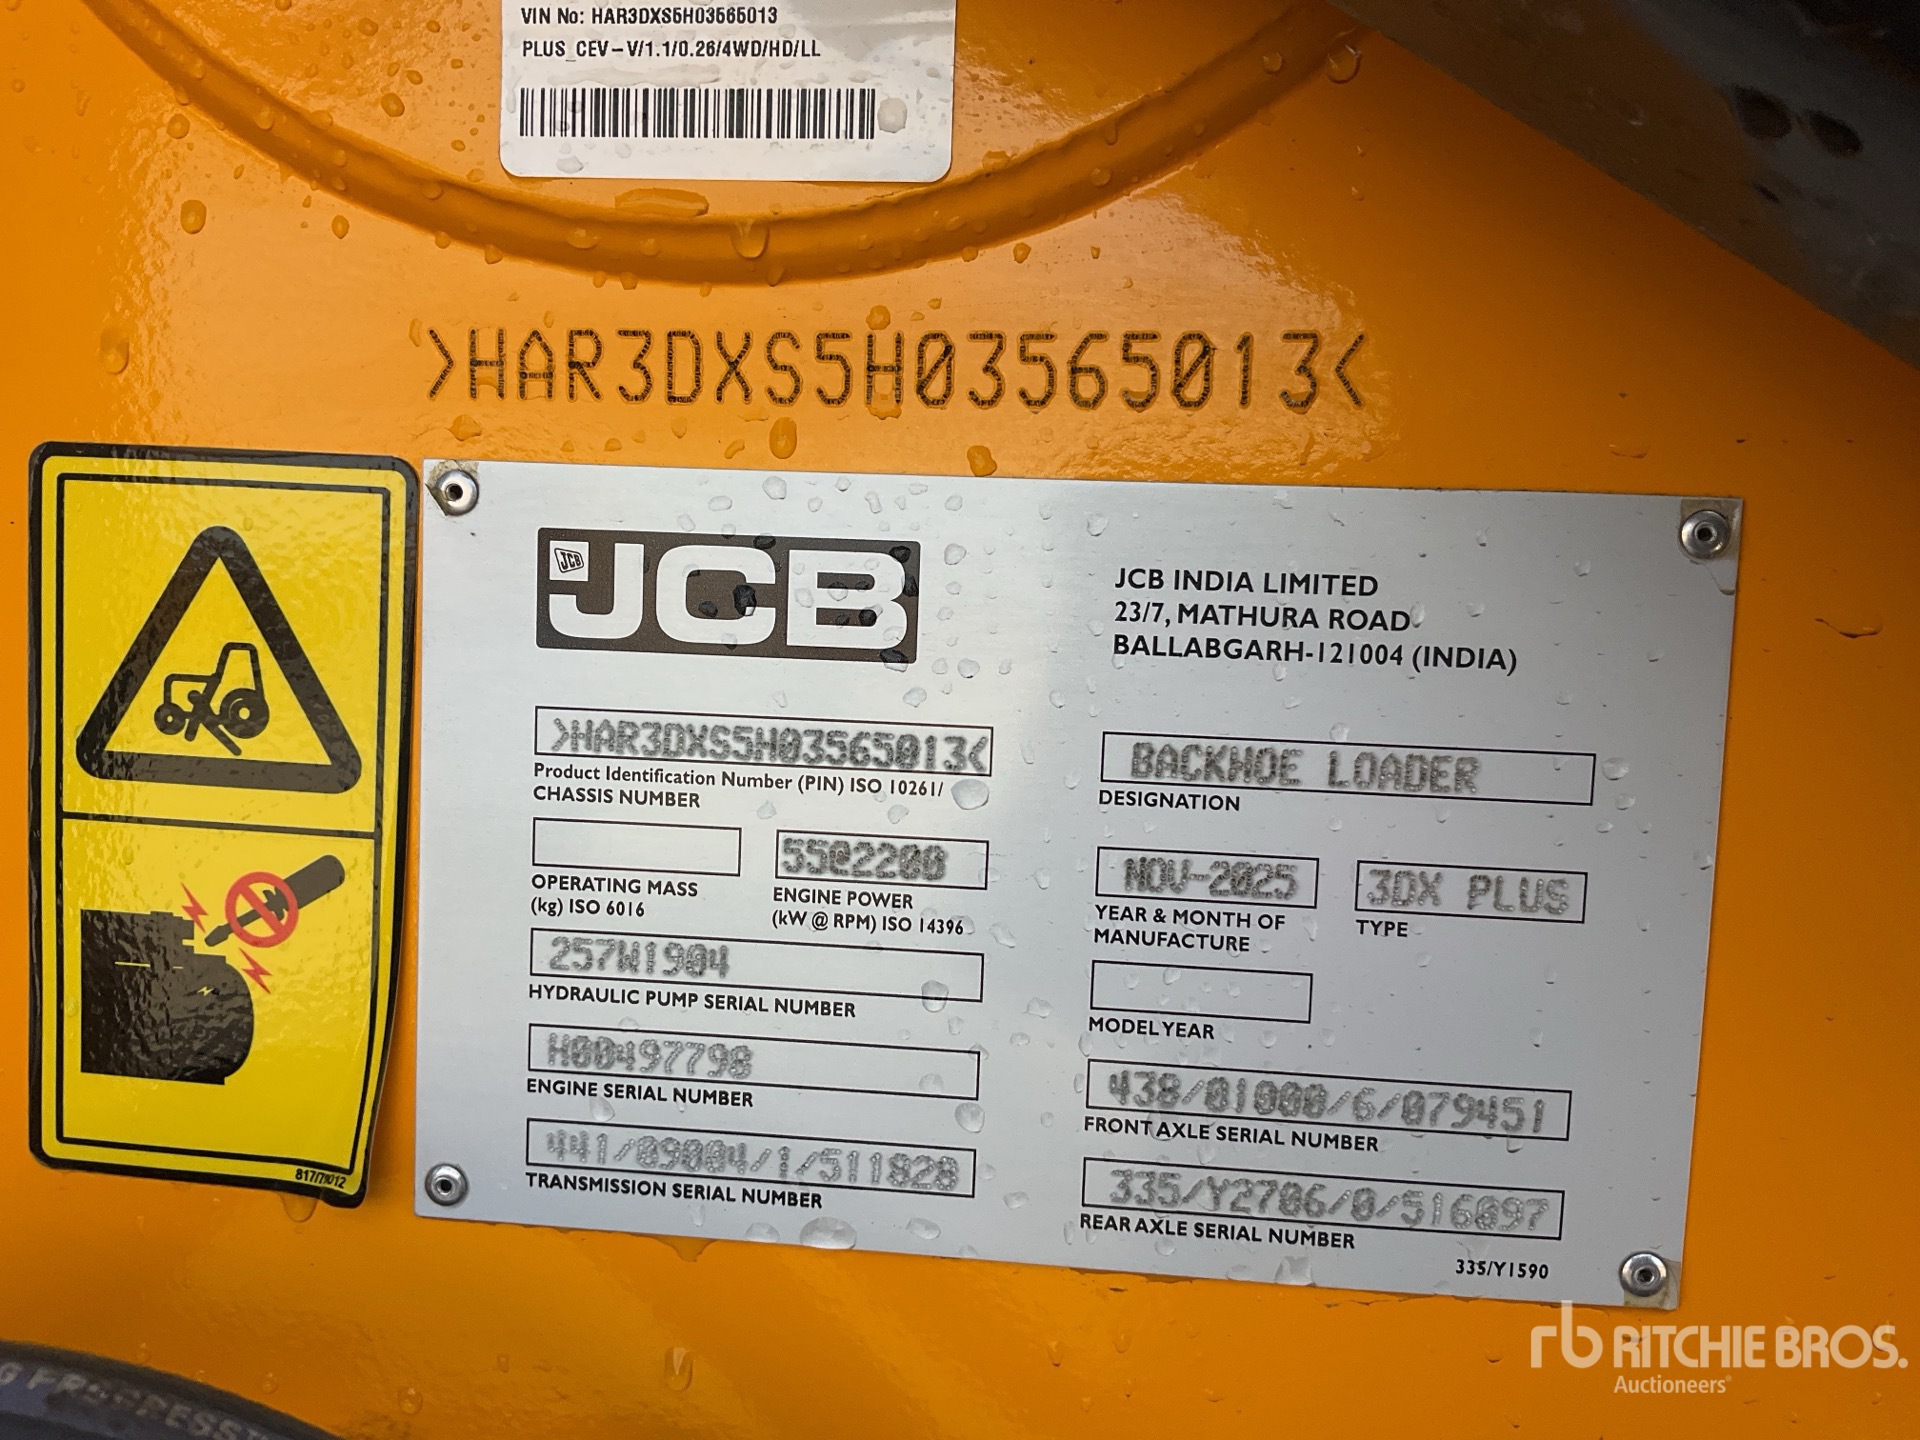 VIN No: HAR3DXS5H03565013
PLUS_CEV-V/1.1/0.26/4WD/HD/LL
>HAR3DXS5H03565013<
JCB
JCB
JCB INDIA LIMITED
23/7, MATHURA ROAD
BALLABGARH-121004 (INDIA)
>HAR3DXS5H03565013<
Product Identification Number (PIN) ISO 10261/
CHASSIS NUMBER
BACKHOE LOADER
DESIGNATION
OPERATING MASS
(kg) ISO 6016
55@2200
ENGINE POWER
(kW @ RPM) ISO 14396
NOV-2025
YEAR & MONTH OF
MANUFACTURE
3DX PLUS
TYPE
257W1904
HYDRAULIC PUMP SERIAL NUMBER
MODEL YEAR
H00497798
ENGINE SERIAL NUMBER
438/01000/6/079451
FRONT AXLE SERIAL NUMBER
441/09004/1/511828
TRANSMISSION SERIAL NUMBER
335/Y2706/0/516097
REAR AXLE SERIAL NUMBER
335/Y1590
rb RITCHIE BROS.
Auctioneers